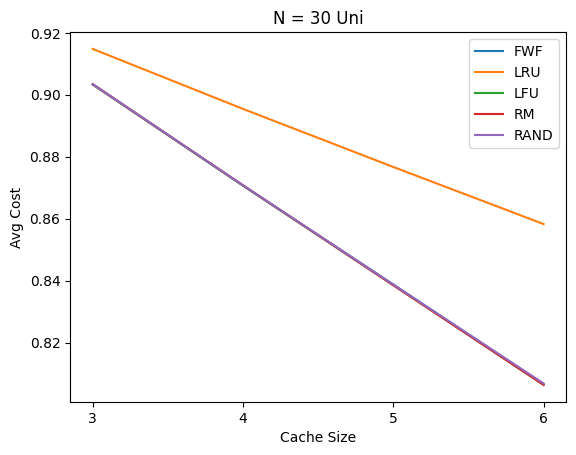 N = 30 Uni
0.92
0.90
0.88
0.86
0.84
0.82
Avg Cost
FWF
LRU
LFU
RM
RAND
3
4
5
6
Cache Size